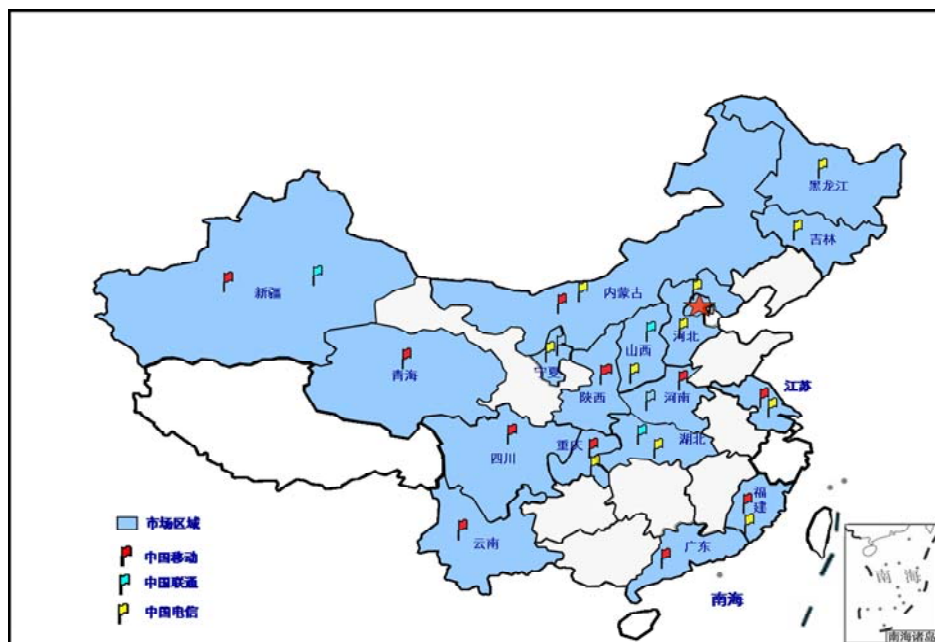 黑龙江
吉林
内蒙古
新疆
河北
山西
宁夏
青海
江苏
陕西
河南
重庆
湖北
四川
福建
云南
广东
南海
市场区域
中国移动
中国联通
中国电信
南海
南海诸岛